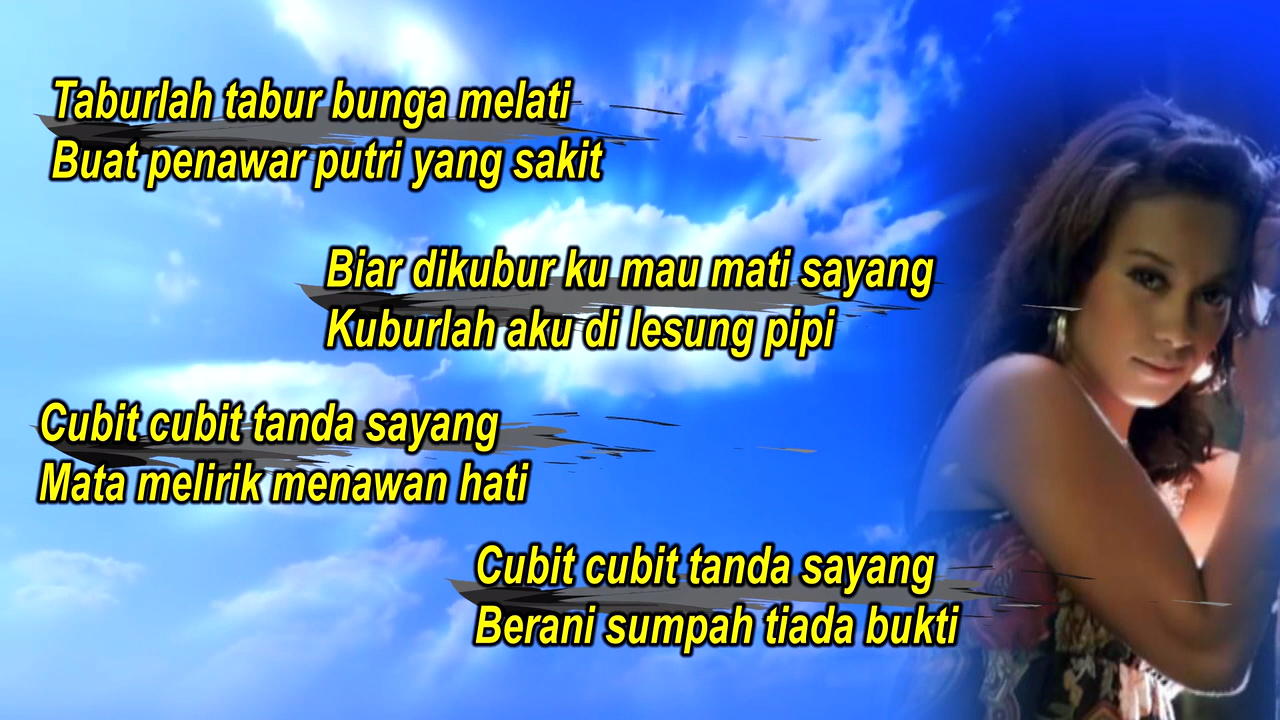 Taburlah tabur bunga melati
Buat penawar putri yang sakit
Biar dikubur ku mau mati sayang
Kuburlah aku di lesung pipi
Cubit cubit tanda sayang
Mata melirik menawan hati
Cubit cubit tanda sayang
Berani sumpah tiada bukti